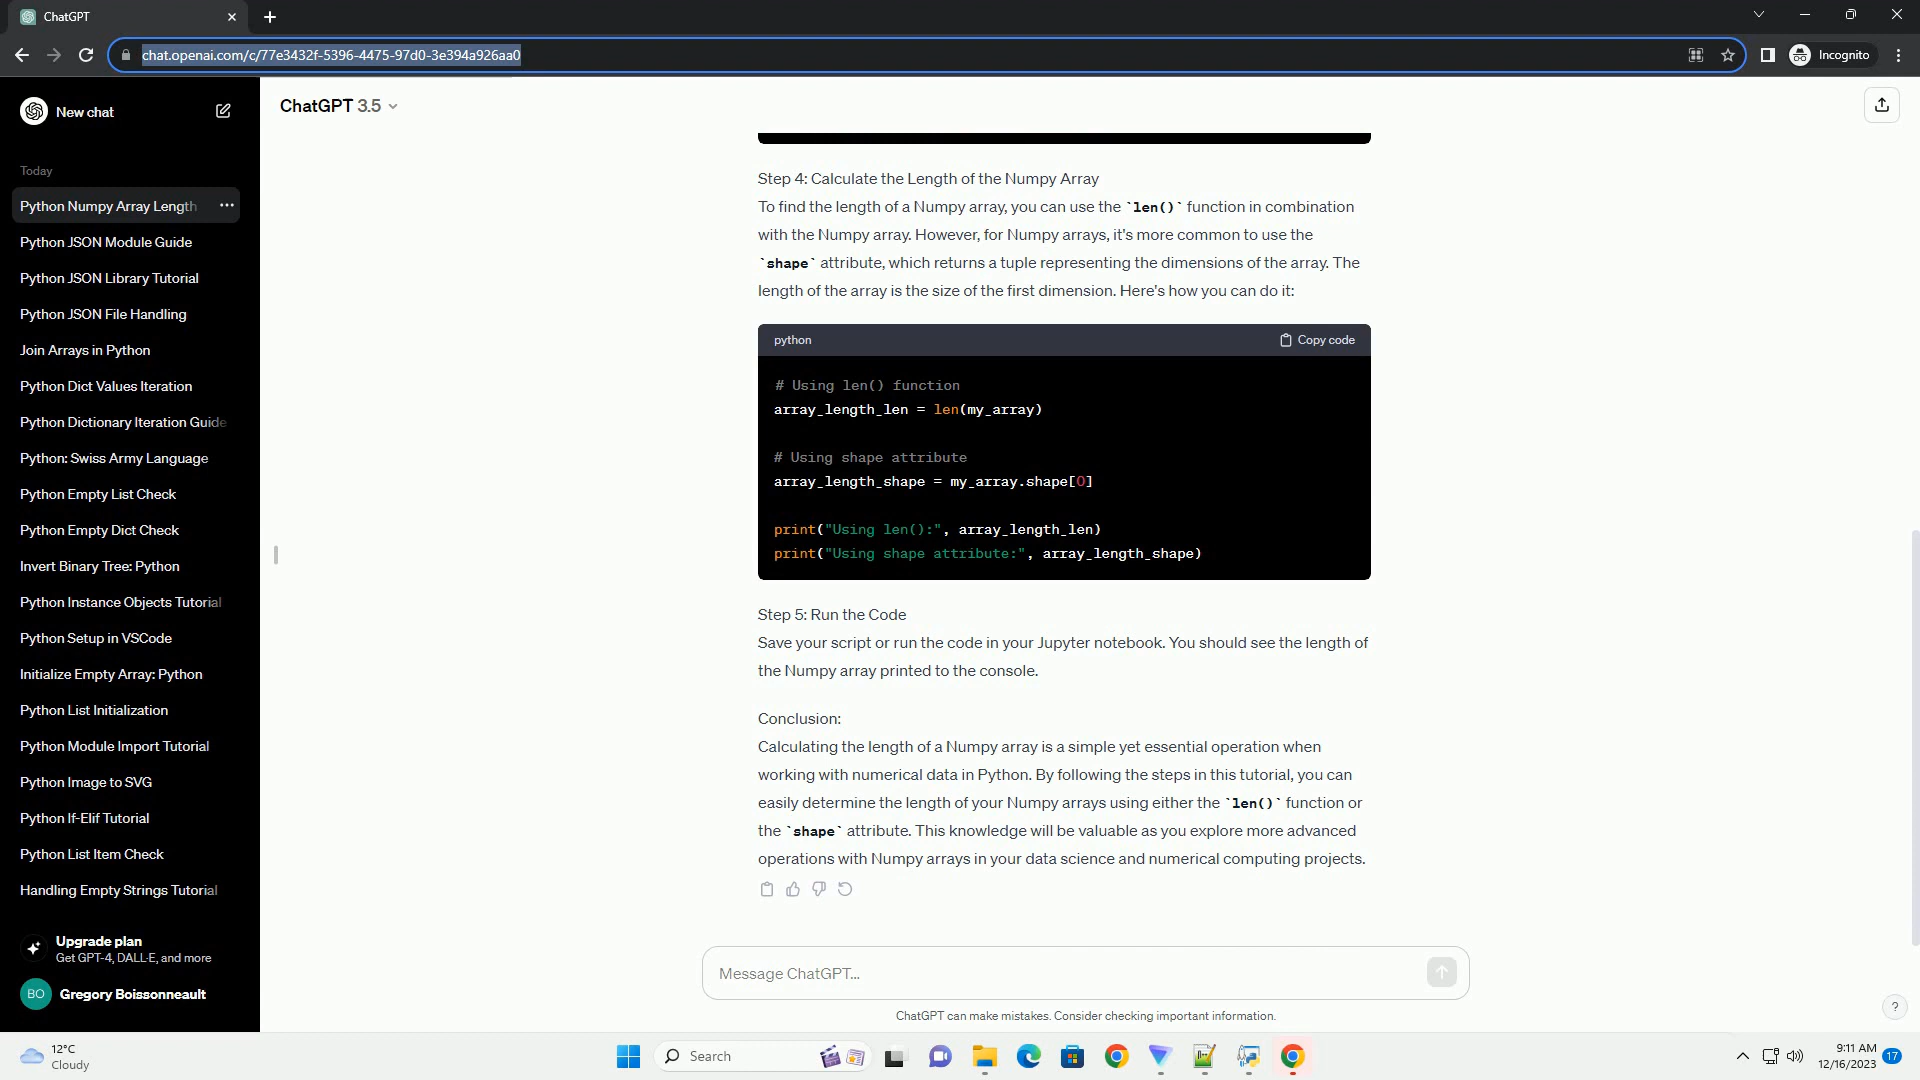 ChatGPT
chat.openai.com/c/77e3432f-5396-4475-97d0-3e394a926aa0
Incognito
New chat
Today
Python Numpy Array Length
Python JSON Module Guide
Python JSON Library Tutorial
Python JSON File Handling
Join Arrays in Python
Python Dict Values Iteration
Python Dictionary Iteration Guide
Python: Swiss Army Language
Python Empty List Check
Python Empty Dict Check
Invert Binary Tree: Python
Python Instance Objects Tutorial
Python Setup in VSCode
Initialize Empty Array: Python
Python List Initialization
Python Module Import Tutorial
Python Image to SVG
Python If-Elif Tutorial
Python List Item Check
Handling Empty Strings Tutorial
Upgrade plan
Get GPT-4, DALL·E, and more
BO
Gregory Boissonneault
ChatGPT 3.5
Step 4: Calculate the Length of the Numpy Array
To find the length of a Numpy array, you can use the `len()` function in combination
with the Numpy array. However, for Numpy arrays, it's more common to use the
`shape` attribute, which returns a tuple representing the dimensions of the array. The
length of the array is the size of the first dimension. Here's how you can do it:
python
Copy code
# Using len() function
array_length_len = len(my_array)
# Using shape attribute
array_length_shape = my_array.shape[0]
print("Using len():", array_length_len)
print("Using shape attribute:", array_length_shape)
Step 5: Run the Code
Save your script or run the code in your Jupyter notebook. You should see the length of
the Numpy array printed to the console.
Conclusion:
Calculating the length of a Numpy array is a simple yet essential operation when
working with numerical data in Python. By following the steps in this tutorial, you can
easily determine the length of your Numpy arrays using either the `len()` function or
the `shape` attribute. This knowledge will be valuable as you explore more advanced
operations with Numpy arrays in your data science and numerical computing projects.
Message ChatGPT...
ChatGPT can make mistakes. Consider checking important information.
?
12°C
Cloudy
Search
9:11 AM
12/16/2023
17